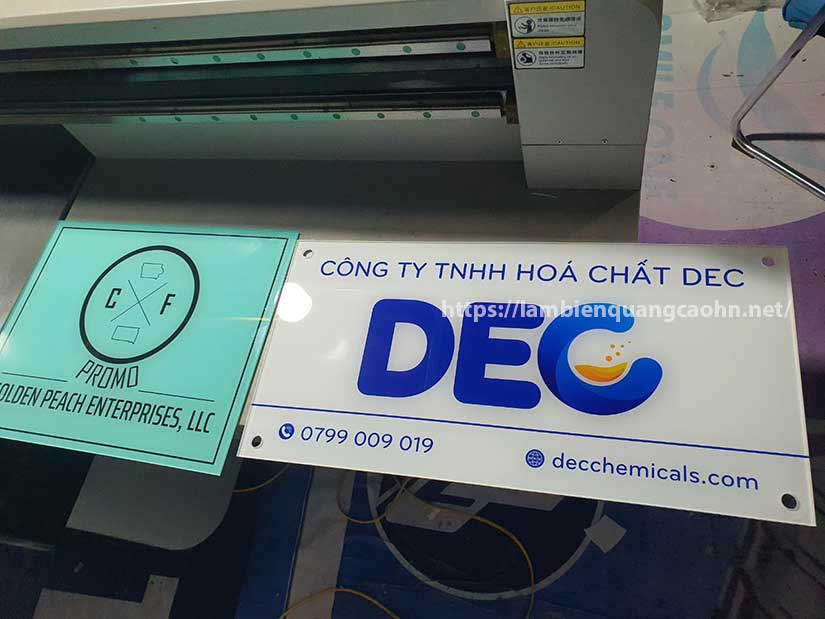 CÔNG TY TNHH HOÁ CHẤT DEC
https://lambienquangcaohn.net/
DEC
0799 009 019
decchemicals.com
C F
PROMO
OLDEN PEACH ENTERPRISES, LLC
CAUTION
CAUTION